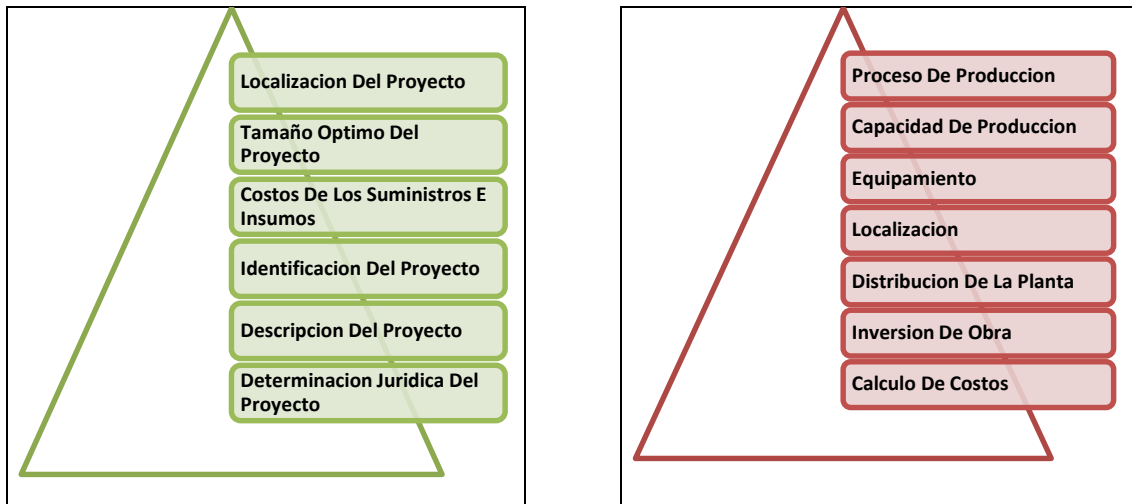 Localizacion Del Proyecto
Tamaño Optimo Del
Proyecto
Costos De Los Suministros E
Insumos
Identificacion Del Proyecto
Descripcion Del Proyecto
Determinacion Juridica Del
Proyecto
Proceso De Produccion
Capacidad De Produccion
Equipamiento
Localizacion
Distribucion De La Planta
Inversion De Obra
Calculo De Costos